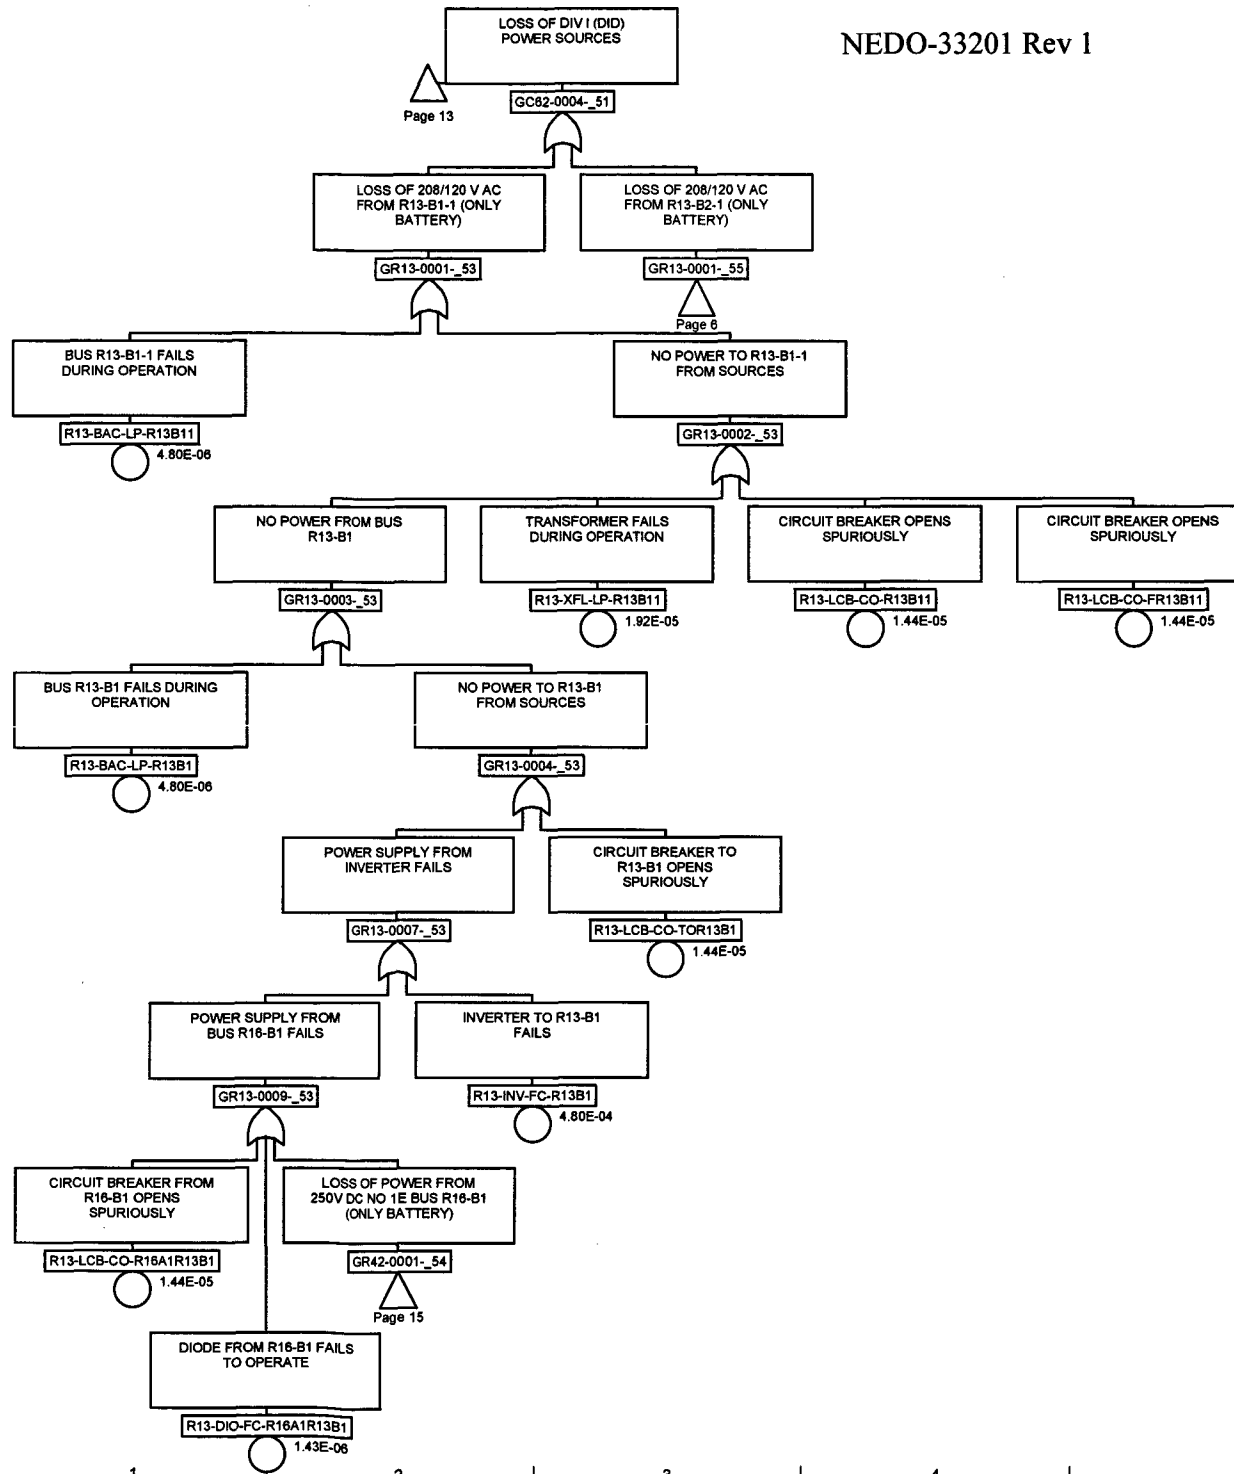 LOSS OF DIV I (DID)
POWER SOURCES
NEDO-33201 Rev 1
GC62-0004-_51
Page 13
LOSS OF 208/120 V AC
FROM R13-B1-1 (ONLY
BATTERY)
LOSS OF 208/120 V AC
FROM R13-B2-1 (ONLY
BATTERY)
GR13-0001-_53
GR13-0001-_55
Page 6
BUS R13-B1-1 FAILS
DURING OPERATION
NO POWER TO R13-B1-1
FROM SOURCES
R13-BAC-LP-R13B11
4.80E-06
GR13-0002-_53
NO POWER FROM BUS
R13-B1
TRANSFORMER FAILS
DURING OPERATION
CIRCUIT BREAKER OPENS
SPURIOUSLY
CIRCUIT BREAKER OPENS
SPURIOUSLY
GR13-0003-_53
R13-XFL-LP-R13B11
1.92E-05
R13-LCB-CO-R13B11
1.44E-05
R13-LCB-CO-FR13B11
1.44E-05
BUS R13-B1 FAILS DURING
OPERATION
NO POWER TO R13-B1
FROM SOURCES
R13-BAC-LP-R13B1
4.80E-06
GR13-0004-_53
POWER SUPPLY FROM
INVERTER FAILS
CIRCUIT BREAKER TO
R13-B1 OPENS
SPURIOUSLY
GR13-0007-_53
R13-LCB-CO-TOR13B1
1.44E-05
POWER SUPPLY FROM
BUS R16-B1 FAILS
INVERTER TO R13-B1
FAILS
GR13-0009-_53
R13-INV-FC-R13B1
4.80E-04
CIRCUIT BREAKER FROM
R16-B1 OPENS
SPURIOUSLY
LOSS OF POWER FROM
250V DC NO 1E BUS R16-B1
(ONLY BATTERY)
R13-LCB-CO-R16A1R13B1
1.44E-05
GR42-0001-_54
Page 15
DIODE FROM R16-B1 FAILS
TO OPERATE
R13-DIO-FC-R16A1R13B1
1.43E-06
1 2 3 4